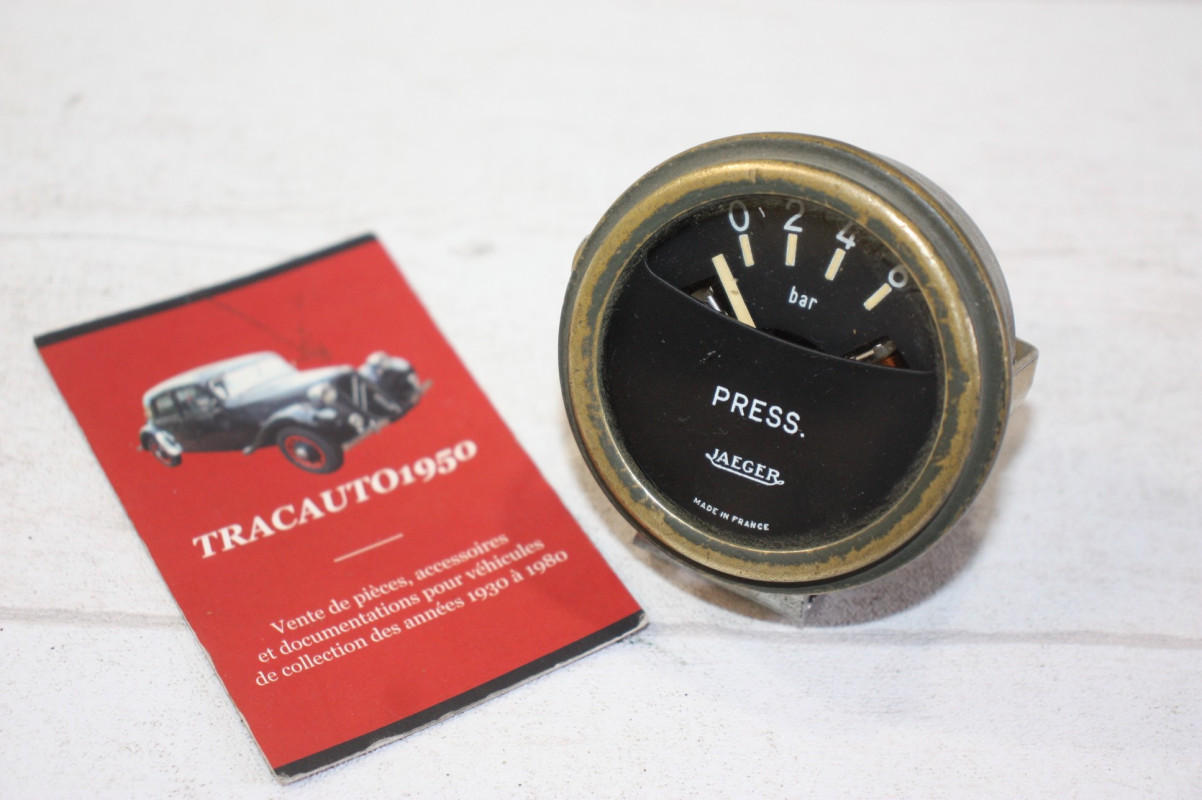 TRACAUTO1950
Vente de pièces, accessoires
et documentations pour véhicules
de collection des années 1930 à 1980
0 2 4 6
bar
PRESS.
JAEGER
MADE IN FRANCE